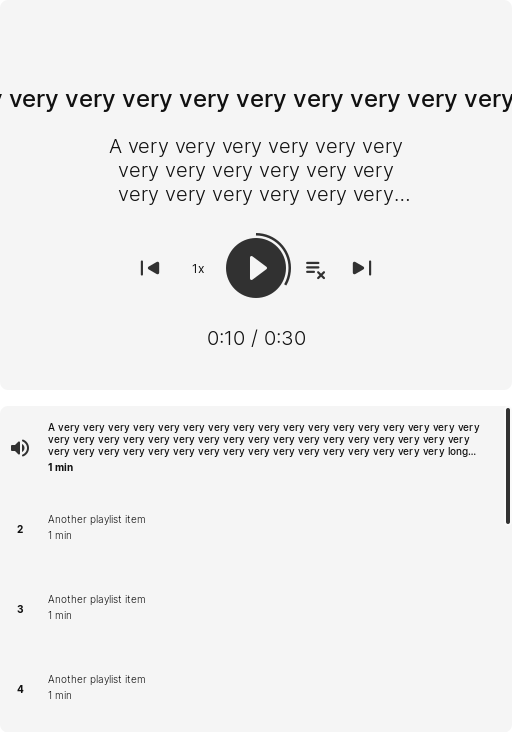 very very very very very very very very very
A very very very very very very
very very very very very very
very very very very very very...
1x
0:10 / 0:30
A very very very very very very very very very very very very very very very very very
very very very very very very very very very very very very very very very very very
very very very very very very very very very very very very very very very very long...
1 min
2
Another playlist item
1 min
3
Another playlist item
1 min
4
Another playlist item
1 min